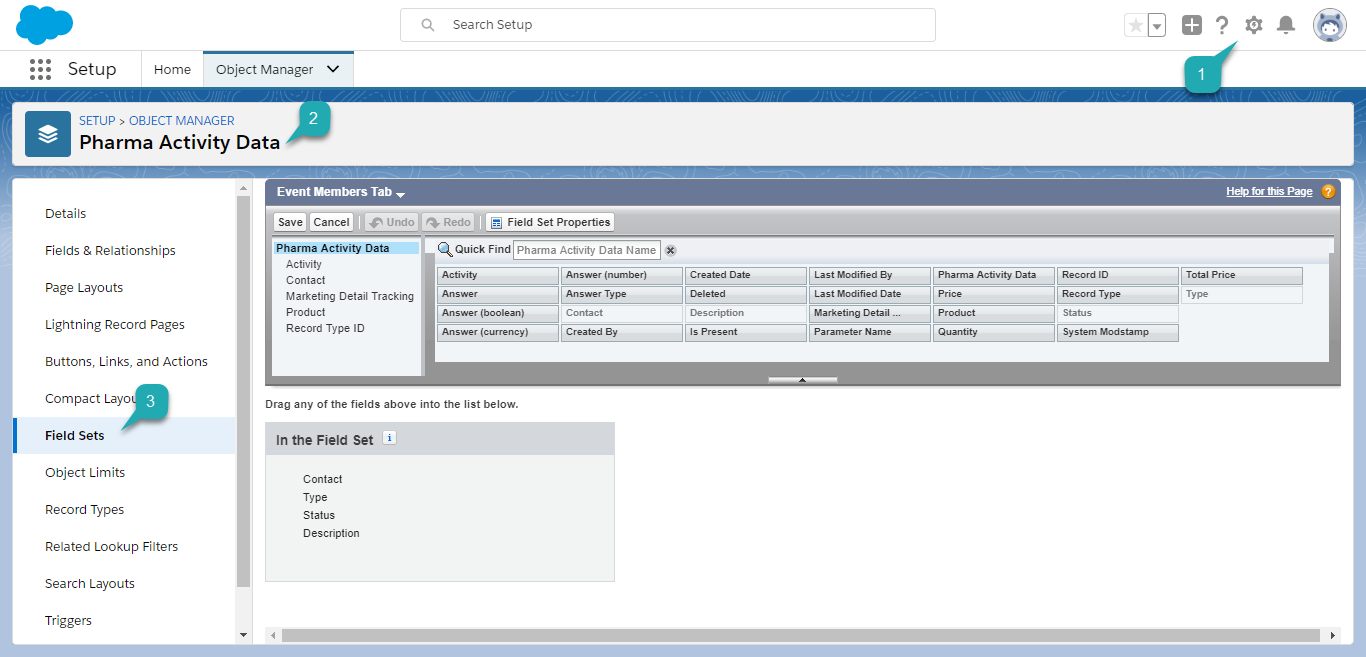 Search Setup
1
Setup
Home
Object Manager
SETUP > OBJECT MANAGER
Pharma Activity Data
2
Details
Fields & Relationships
Page Layouts
Lightning Record Pages
Buttons, Links, and Actions
Compact Layou
3
Field Sets
Object Limits
Record Types
Related Lookup Filters
Search Layouts
Triggers
Event Members Tab
Help for this Page
Save Cancel Undo Redo Field Set Properties
Pharma Activity Data
Activity
Contact
Marketing Detail Tracking
Product
Record Type ID
Quick Find Pharma Activity Data Name
Activity Answer (number) Created Date Last Modified By Pharma Activity Data Record ID Total Price
Answer Answer Type Deleted Last Modified Date Price Record Type Type
Answer (boolean) Contact Description Marketing Detail ... Product Status
Answer (currency) Created By Is Present Parameter Name Quantity System Modstamp
Drag any of the fields above into the list below.
In the Field Set i
Contact
Type
Status
Description